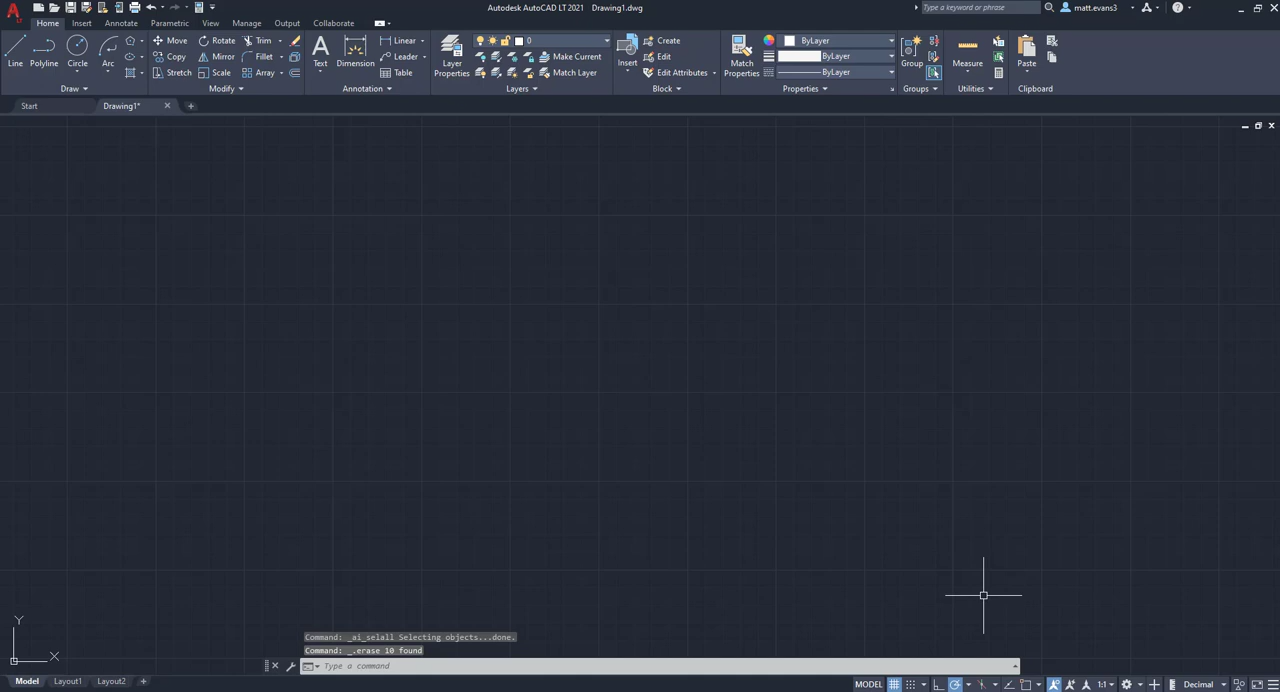 Autodesk AutoCAD LT 2021 Drawing1.dwg
Type a keyword or phrase
matt.evans3
LT
Home Insert Annotate Parametric View Manage Output Collaborate
Line Polyline Circle Arc
Move Rotate Trim
Copy Mirror Fillet
Stretch Scale Array
Text Dimension
Linear
Leader
Table
Layer Properties
0
Make Current
Match Layer
Insert
Create
Edit
Edit Attributes
Match Properties
ByLayer
ByLayer
ByLayer
Group
Measure
Paste
Draw Modify Annotation Layers Block Properties Groups Utilities Clipboard
Start Drawing1*
Y
X
Command: _ai_selall Selecting objects...done.
Command: _.erase 10 found
Type a command
Model Layout1 Layout2
MODEL 1:1 Decimal